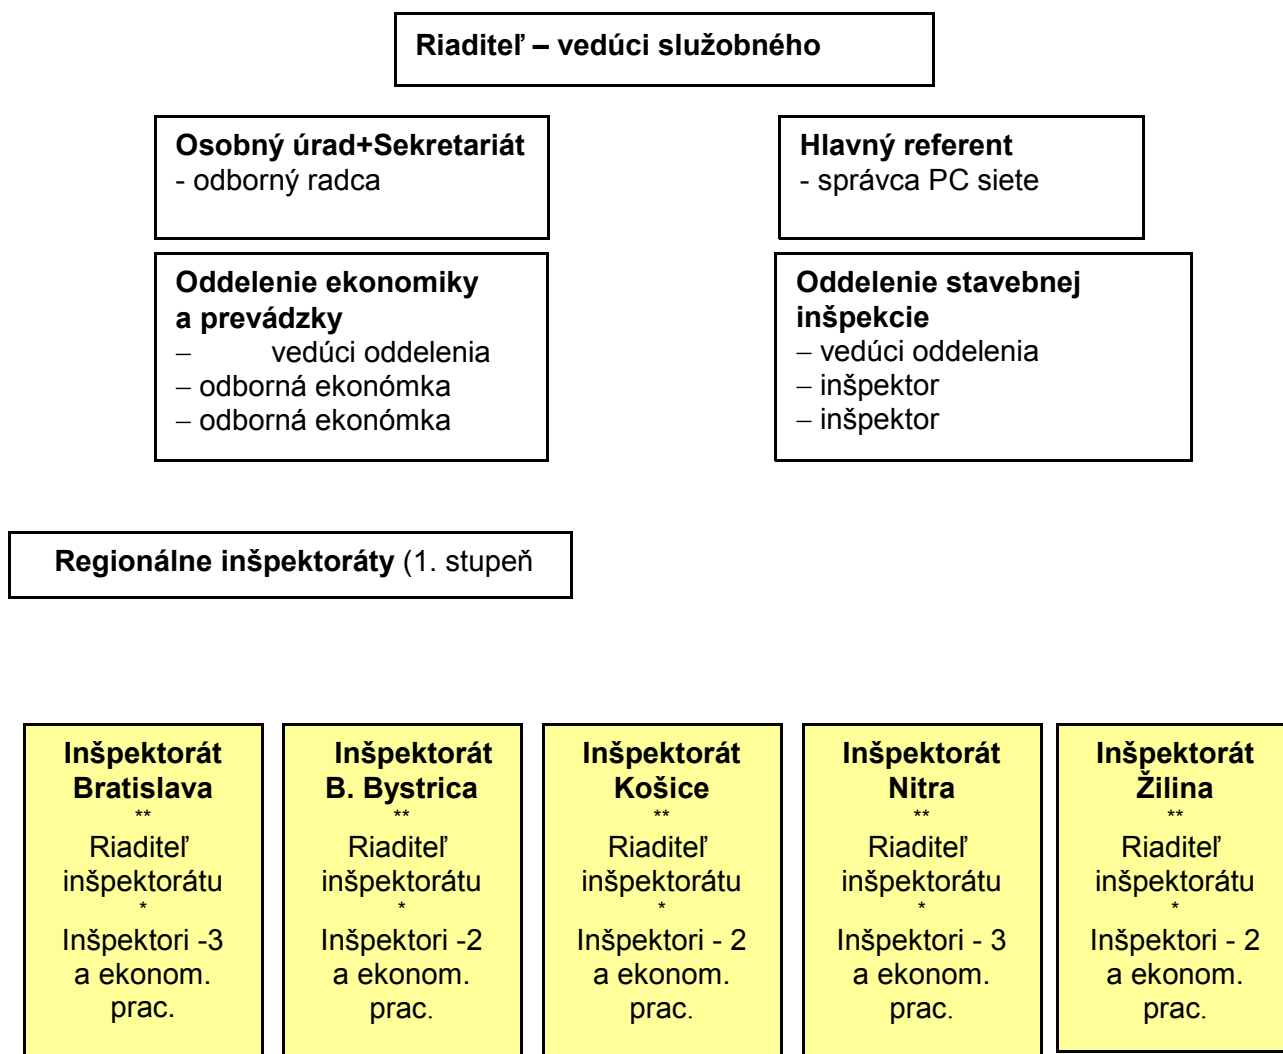 Riaditeľ – vedúci služobného
Osobný úrad+Sekretariát
- odborný radca
Hlavný referent
- správca PC siete
Oddelenie ekonomiky
a prevádzky
– vedúci oddelenia
– odborná ekonómka
– odborná ekonómka
Oddelenie stavebnej
inšpekcie
– vedúci oddelenia
– inšpektor
– inšpektor
Regionálne inšpektoráty (1. stupeň
Inšpektorát
Bratislava
**
Riaditeľ
inšpektorátu
*
Inšpektori -3
a ekonom.
prac.
Inšpektorát
B. Bystrica
**
Riaditeľ
inšpektorátu
*
Inšpektori -2
a ekonom.
prac.
Inšpektorát
Košice
**
Riaditeľ
inšpektorátu
*
Inšpektori - 2
a ekonom.
prac.
Inšpektorát
Nitra
**
Riaditeľ
inšpektorátu
*
Inšpektori - 3
a ekonom.
prac.
Inšpektorát
Žilina
**
Riaditeľ
inšpektorátu
*
Inšpektori - 2
a ekonom.
prac.